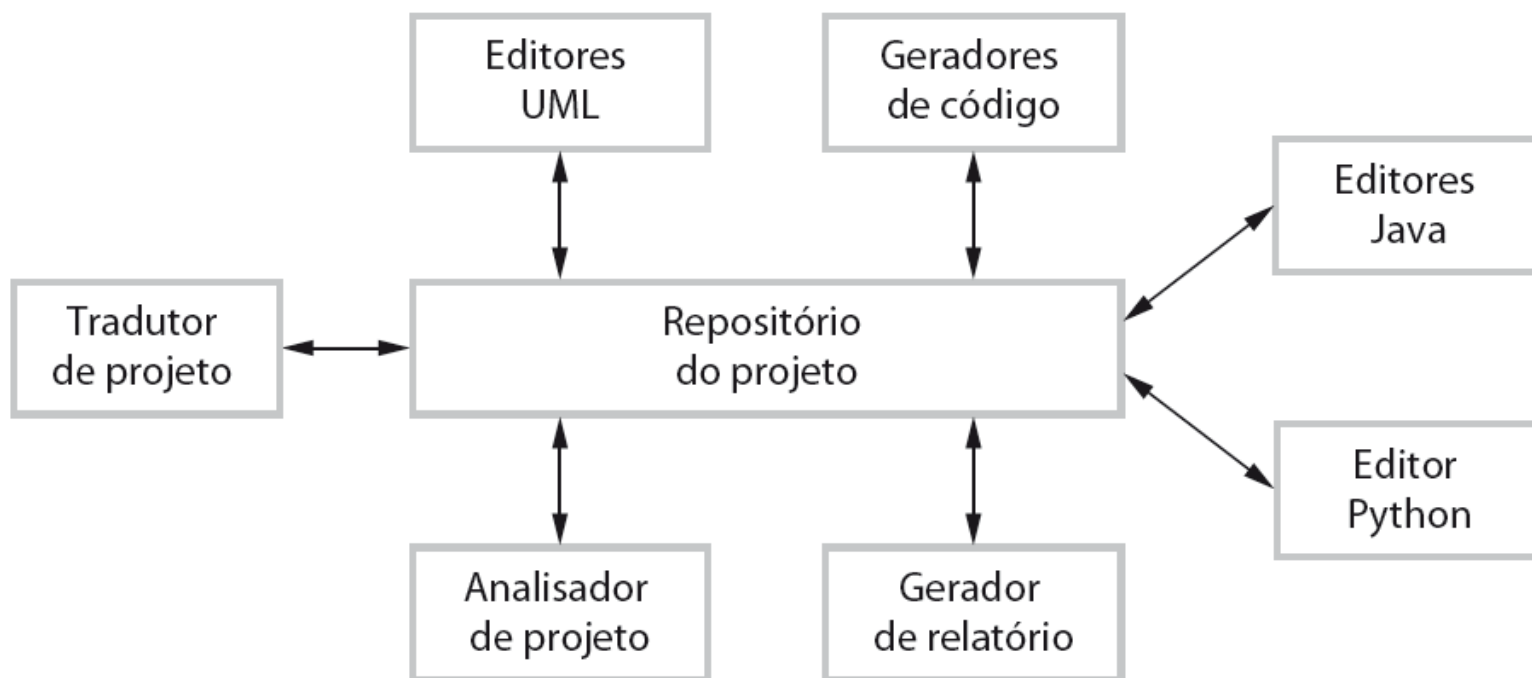 Editores
UML
Geradores
de código
Editores
Java
Tradutor
de projeto
Repositório
do projeto
Editor
Python
Analisador
de projeto
Gerador
de relatório